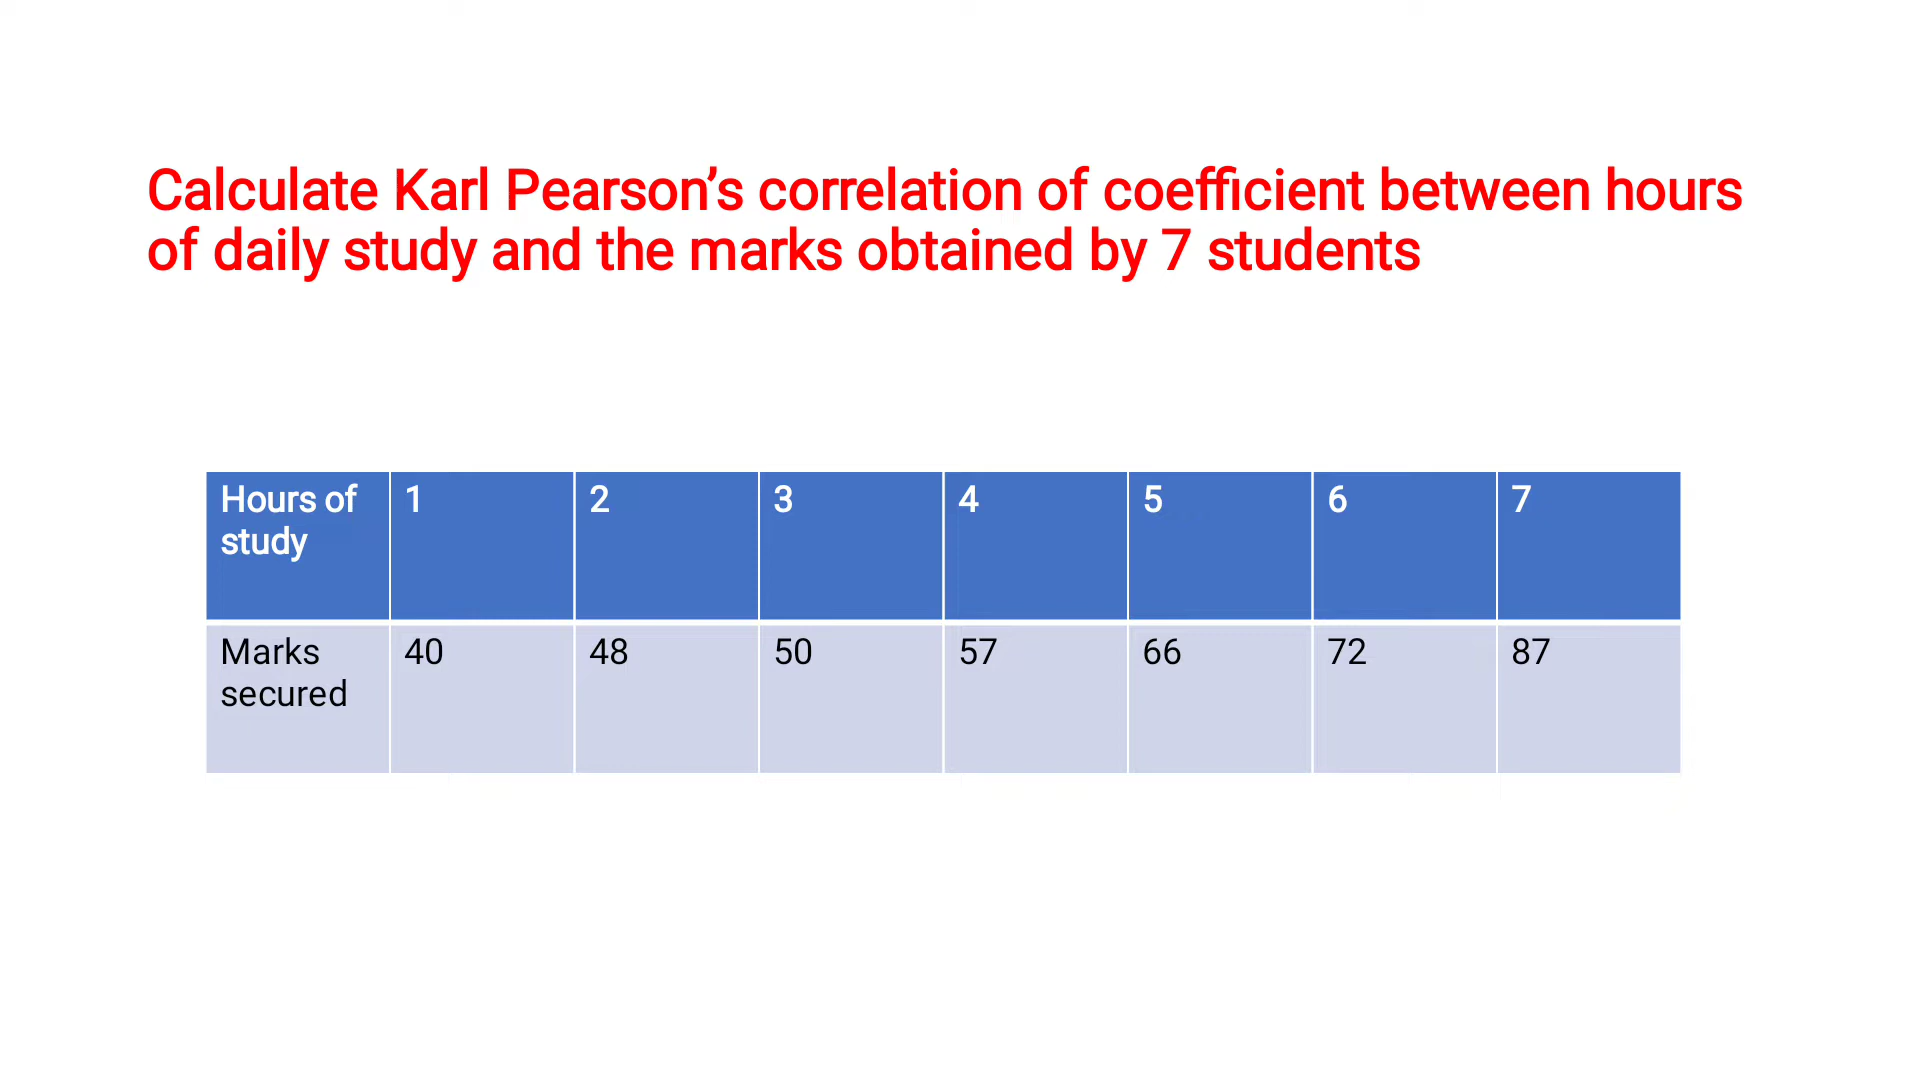 Calculate Karl Pearson’s correlation of coefficient between hours
of daily study and the marks obtained by 7 students
Hours of study 1 2 3 4 5 6 7
Marks secured 40 48 50 57 66 72 87